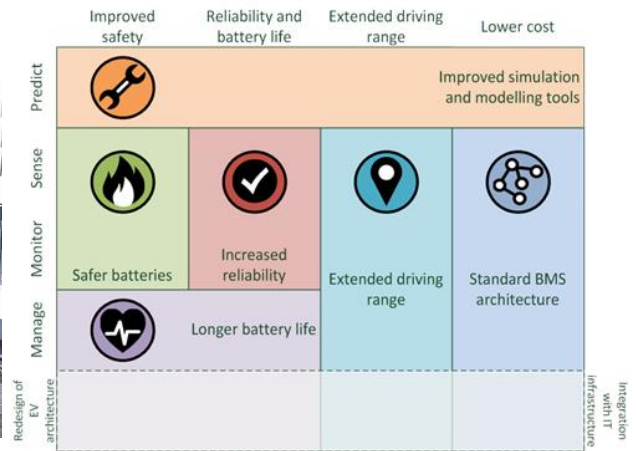 Improved
safety
Reliability and
battery life
Extended driving
range
Lower cost
Predict
Improved simulation
and modelling tools
Sense
Monitor
Safer batteries
Increased
reliability
Extended driving
range
Standard BMS
architecture
Manage
Longer battery life
Redesign of
EV
architecture
Integration
with IT
infrastructure